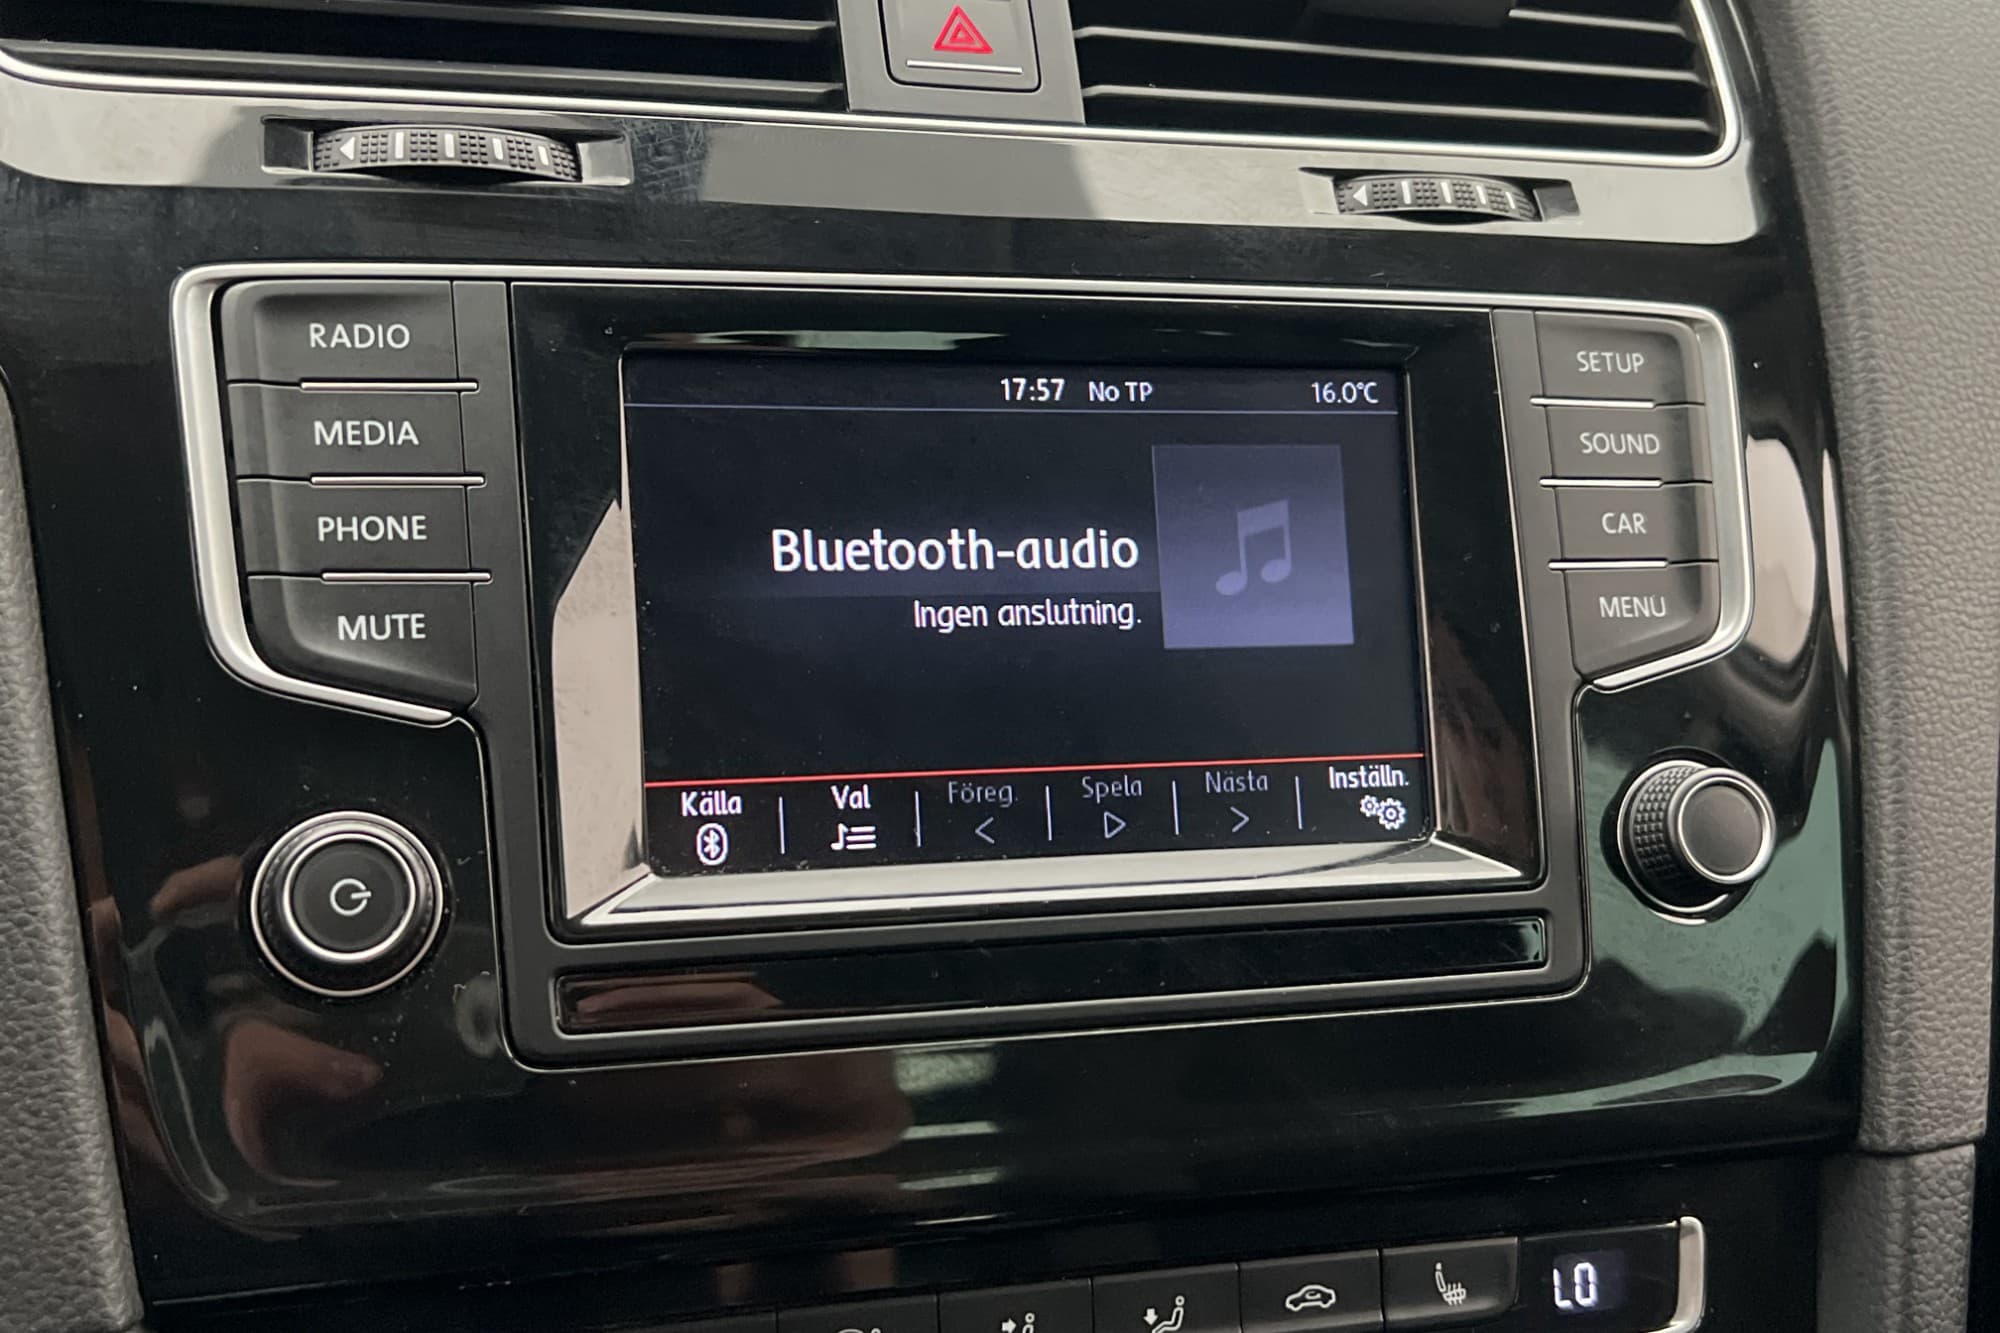 RADIO
MEDIA
PHONE
MUTE
17:57 No TP 16.0°C
Bluetooth-audio
Ingen anslutning.
Källa Val Föreg. Spela Nästa Inställn.
SETUP
SOUND
CAR
MENU
LO